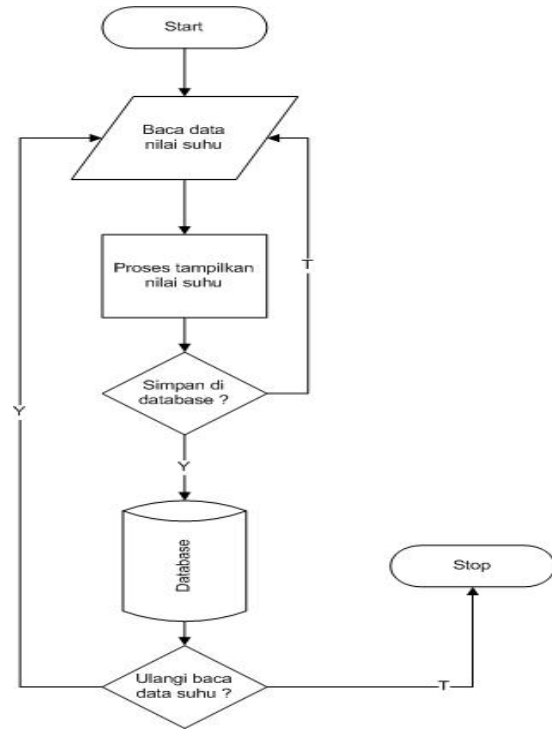 Start
Baca data
nilai suhu
Proses tampilkan
nilai suhu
T
Simpan di
database ?
Y
Y
Database
Stop
Ulangi baca
data suhu ?
T